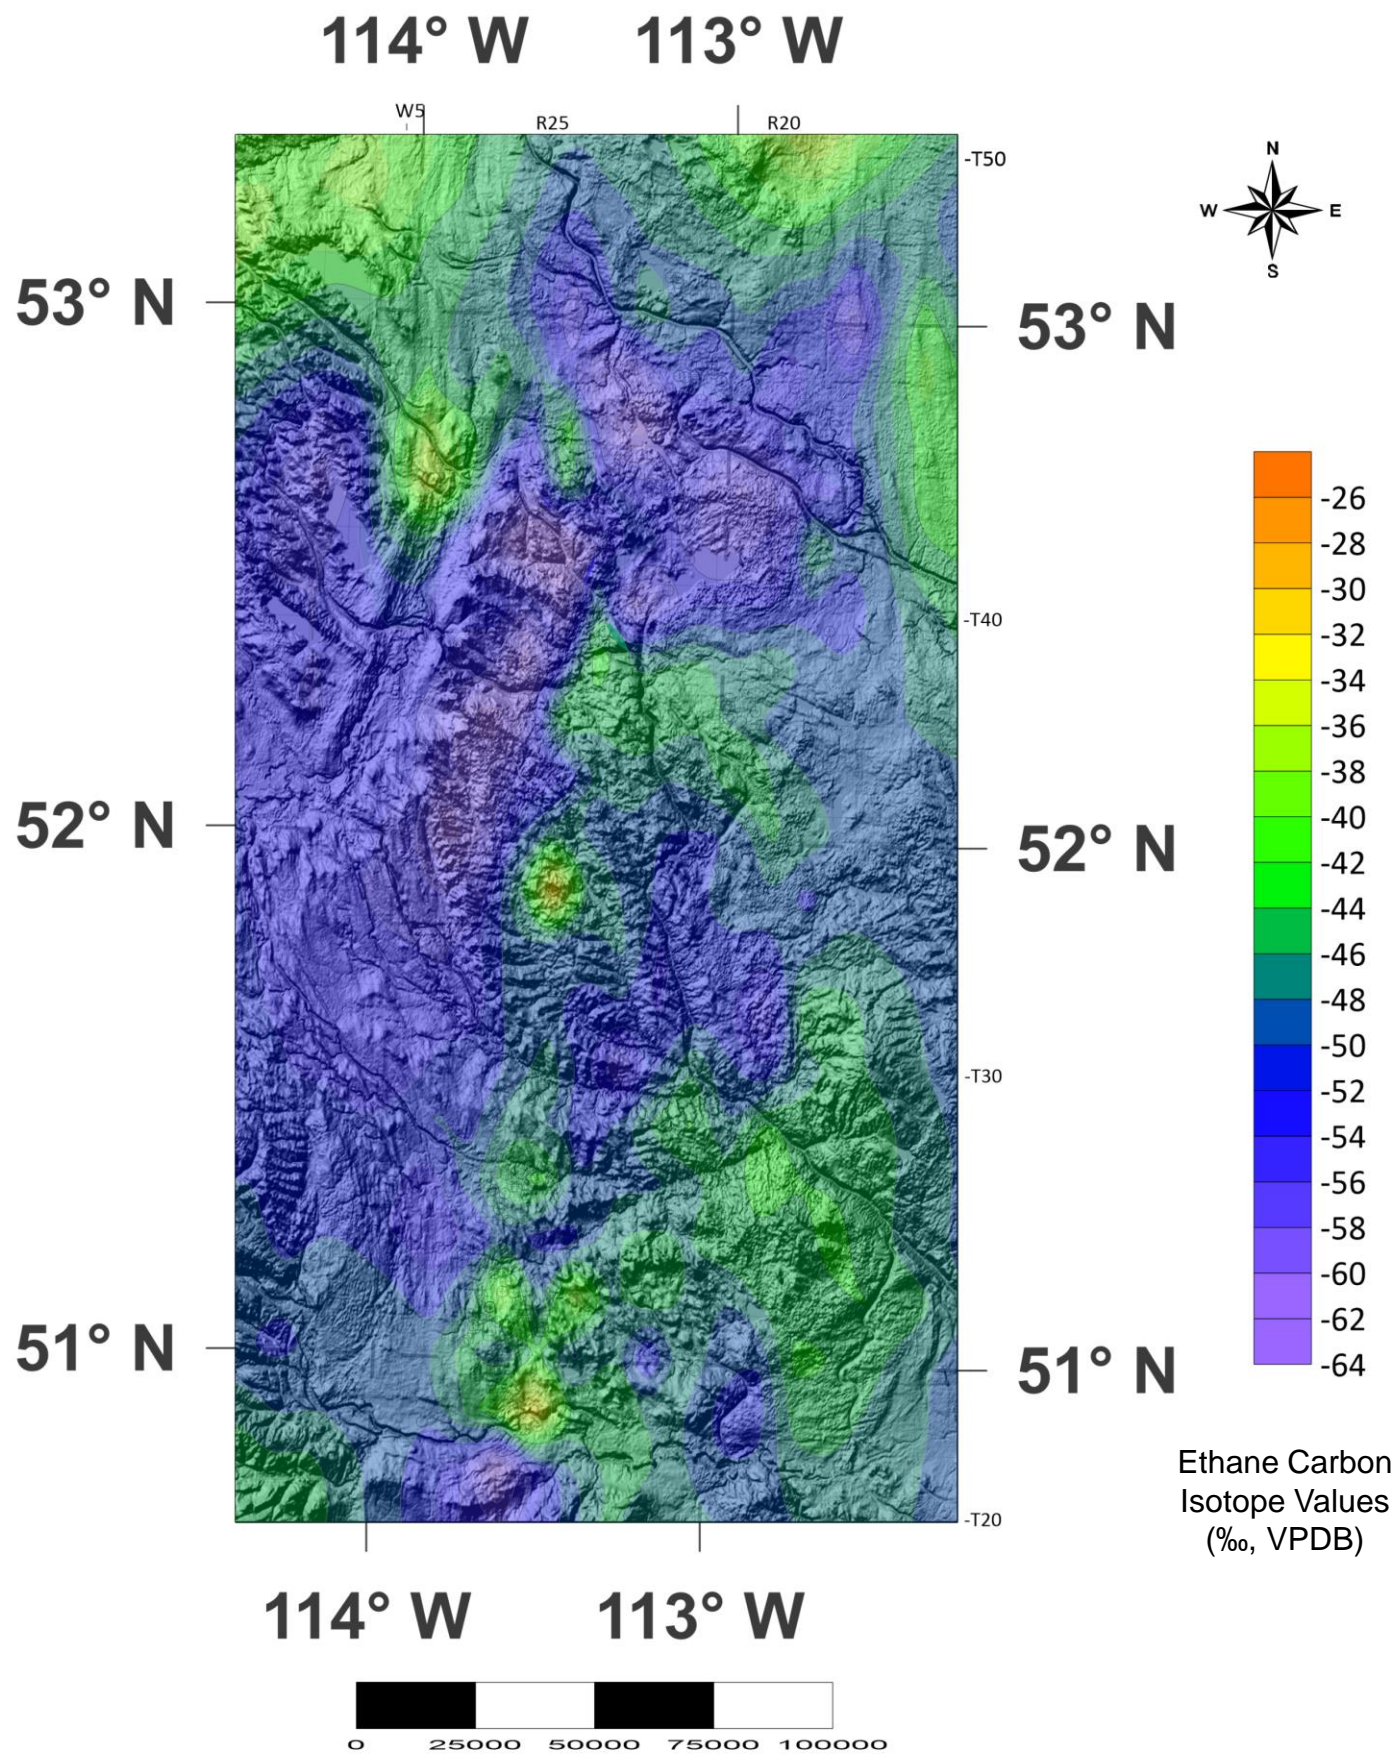 114° W 113° W
W5 R25 R20
-T50
N
W E
S
53° N 53° N
-26
-28
-30
-T40
-32
-34
-36
-38
52° N 52° N
-40
-42
-44
-46
-48
-50
-T30
-52
-54
-56
-58
-60
-62
51° N 51° N
-64
Ethane Carbon
Isotope Values
(‰, VPDB)
-T20
114° W 113° W
0 25000 50000 75000 100000